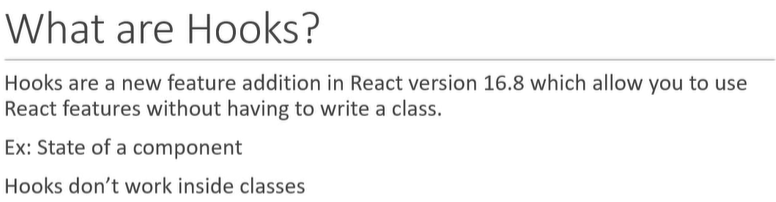 What are Hooks?
Hooks are a new feature addition in React version 16.8 which allow you to use
React features without having to write a class.
Ex: State of a component
Hooks don’t work inside classes